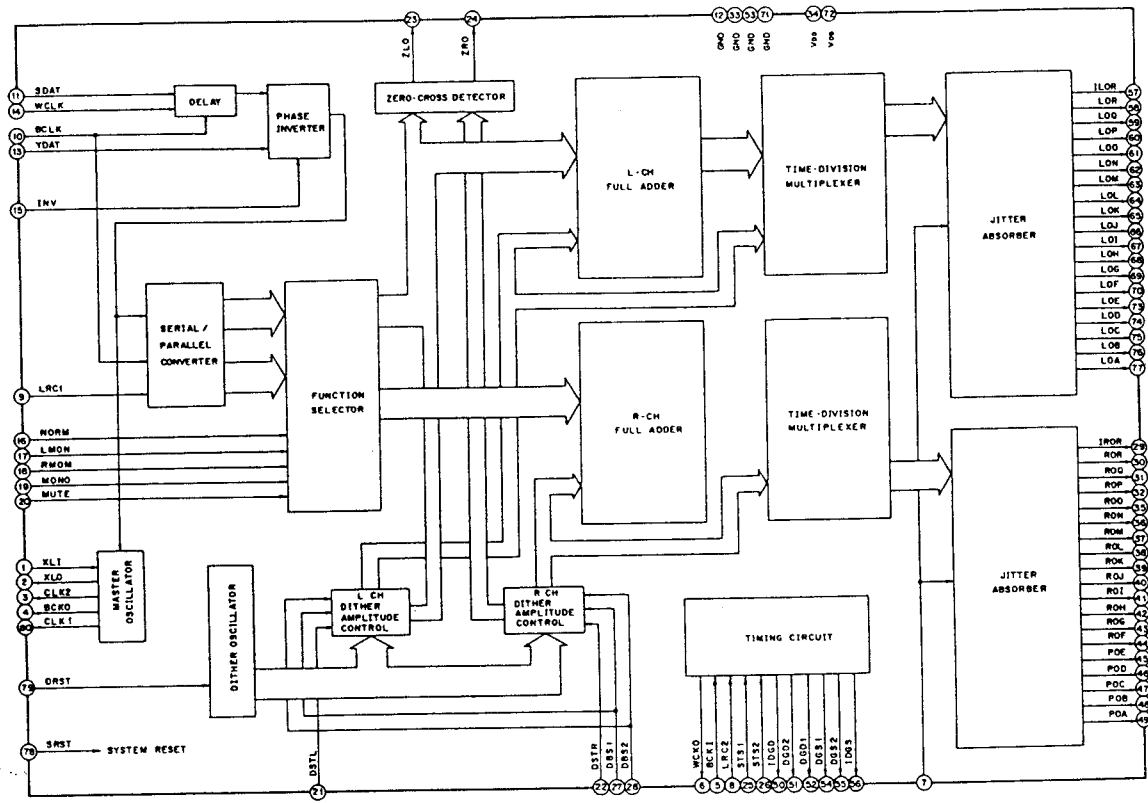 23
24
12
33
53
71
34
72
ZLO
ZRO
GND
GND
GND
GND
VDD
VDD
11 SDAT
14 WCLK
10 BCLK
13 YDAT
15 INV
DELAY
PHASE
INVERTER
ZERO-CROSS DETECTOR
L-CH
FULL ADDER
TIME-DIVISION
MULTIPLEXER
JITTER
ABSORBER
ILOR 57
LOR 58
LOQ 59
LOP 60
LOO 61
LON 62
LOM 63
LOL 64
LOK 65
LOJ 66
LOI 67
LOH 68
LOG 69
LOF 70
LOE 73
LOD 74
LOC 75
LOB 76
LOA 77
SERIAL/
PARALLEL
CONVERTER
FUNCTION
SELECTOR
R-CH
FULL ADDER
TIME-DIVISION
MULTIPLEXER
9 LRC1
16 NORM
17 LMON
18 RMOM
19 MONO
20 MUTE
1 XLI
2 XLO
3 CLK2
4 BCKO
80 CLK1
MASTER
OSCILLATOR
DITHER OSCILLATOR
L CH
DITHER
AMPLITUDE
CONTROL
R CH
DITHER
AMPLITUDE
CONTROL
TIMING CIRCUIT
JITTER
ABSORBER
IROR 29
ROR 30
ROQ 31
ROP 32
ROO 35
RON 36
ROM 37
ROL 38
ROK 39
ROJ 40
ROI 41
ROH 42
ROG 43
ROF 44
POE 45
POD 46
POC 47
POB 48
POA 49
79 DRST
78 SRST
SYSTEM RESET
DSTL
DSTR
DBS1
DBS2
WCKO
BCKI
LRC2
STS1
STS2
IDGD
DGD2
DGD1
DGS1
DGS2
IDGS
21
22
27
28
6
5
8
25
26
50
51
52
54
55
56
7